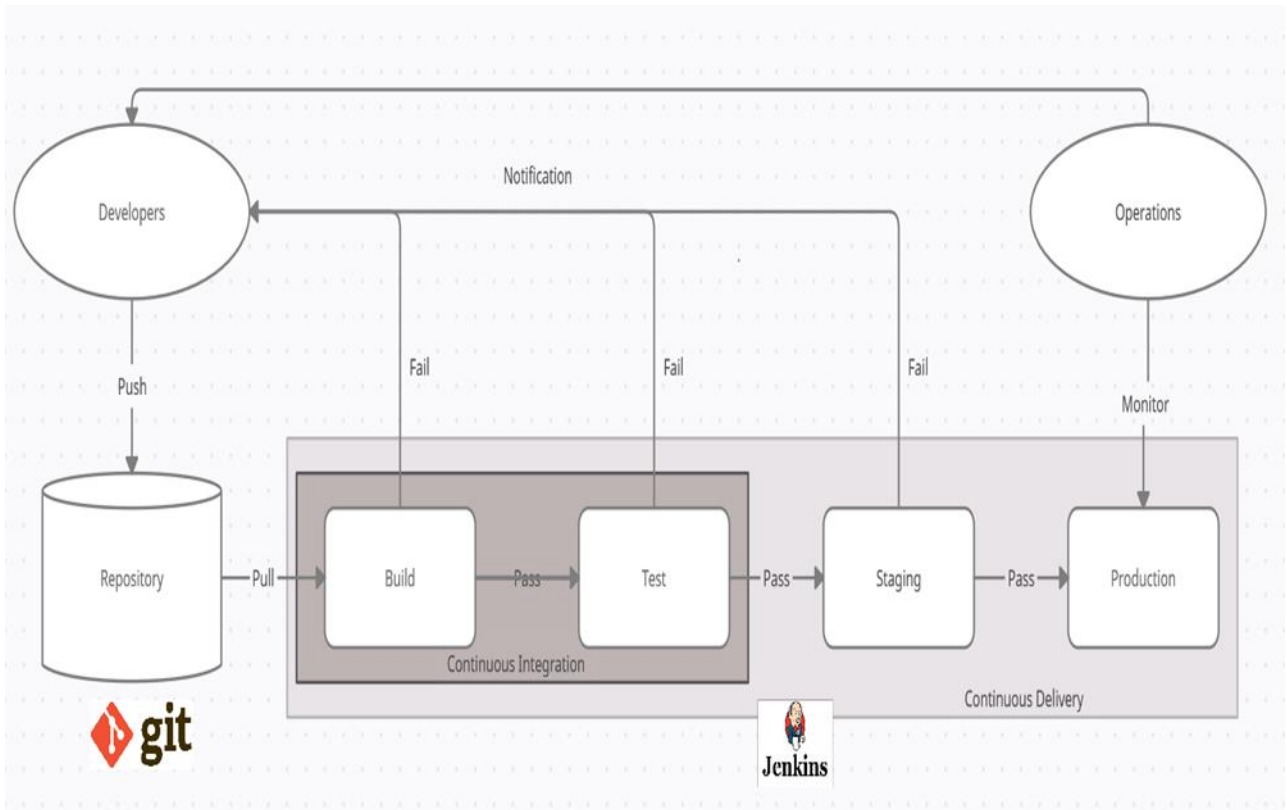 Notification
Developers
Operations
Fail
Fail
Fail
Push
Monitor
Repository
Pull
Build
Pass
Test
Pass
Staging
Pass
Production
Continuous Integration
Continuous Delivery
git
Jenkins